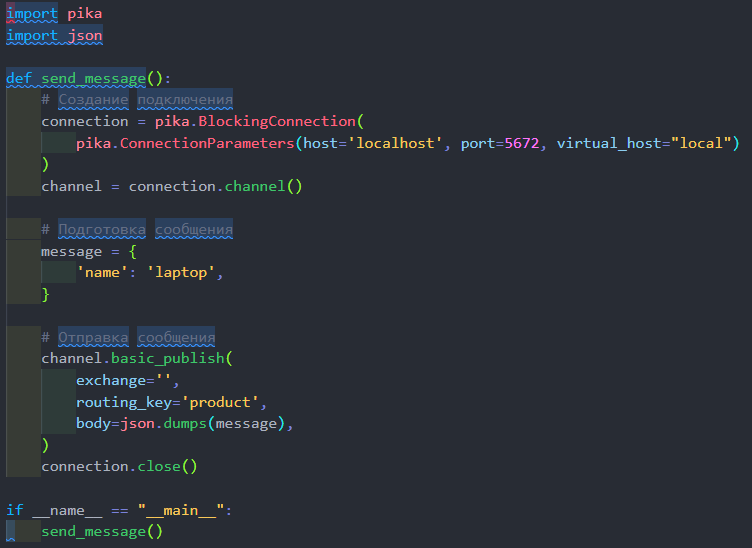 import pika
import json

def send_message():
    # Создание подключения
    connection = pika.BlockingConnection(
        pika.ConnectionParameters(host='localhost', port=5672, virtual_host="local")
    )
    channel = connection.channel()

    # Подготовка сообщения
    message = {
        'name': 'laptop',
    }

    # Отправка сообщения
    channel.basic_publish(
        exchange='',
        routing_key='product',
        body=json.dumps(message),
    )
    connection.close()

if __name__ == "__main__":
    send_message()